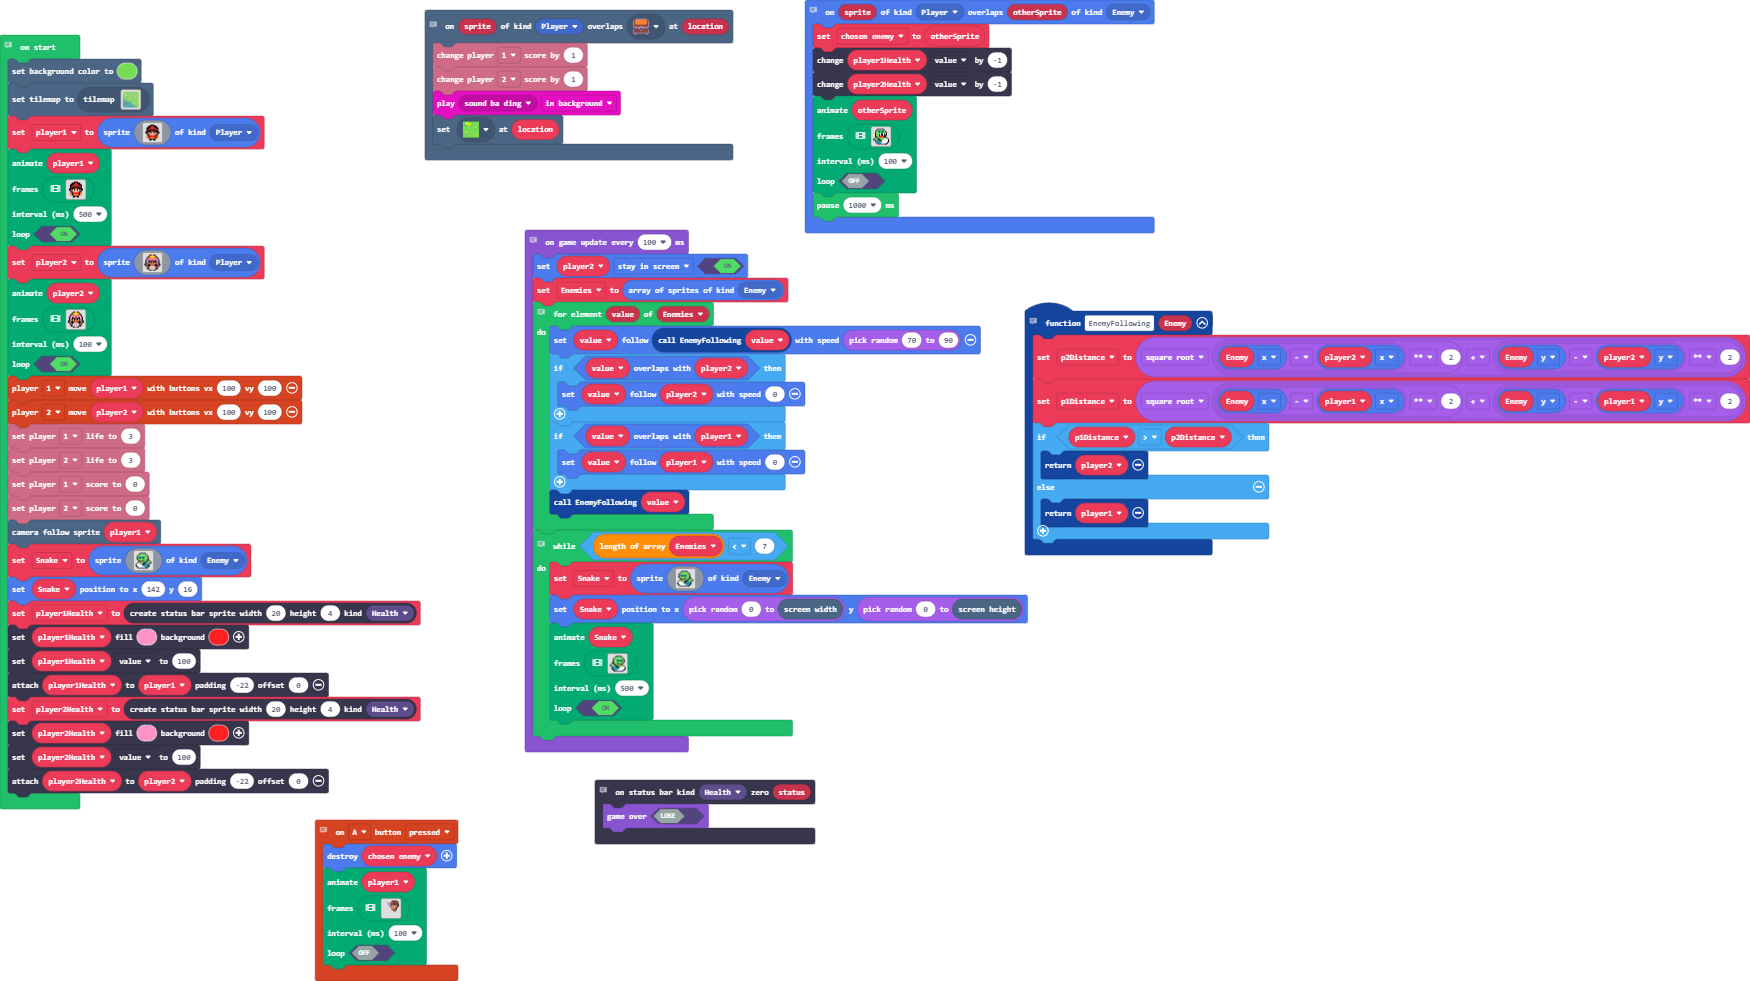 on start
set background color to
set tilemap to tilemap
set player1 to sprite of kind Player
animate player1
frames
interval (ms) 500
loop ON
set player2 to sprite of kind Player
animate player2
frames
interval (ms) 100
loop ON
player 1 move player1 with buttons vx 100 vy 100
player 2 move player2 with buttons vx 100 vy 100
set player 1 life to 3
set player 2 life to 3
set player 1 score to 0
set player 2 score to 0
camera follow sprite player1
set Snake to sprite of kind Enemy
set Snake position to x 142 y 16
set player1Health to create status bar sprite width 20 height 4 kind Health
set player1Health fill background
set player1Health value to 100
attach player1Health to player1 padding -22 offset 0
set player2Health to create status bar sprite width 20 height 4 kind Health
set player2Health fill background
set player2Health value to 100
attach player2Health to player2 padding -22 offset 0
on sprite of kind Player overlaps at location
change player 1 score by 1
change player 2 score by 1
play sound ba ding in background
set at location
on sprite of kind Player overlaps otherSprite of kind Enemy
set chosen enemy to otherSprite
change player1Health value by -1
change player2Health value by -1
animate otherSprite
frames
interval (ms) 100
loop OFF
pause 1000 ms
on game update every 100 ms
set player2 stay in screen ON
set Enemies to array of sprites of kind Enemy
for element value of Enemies
do
set value follow call EnemyFollowing value with speed pick random 70 to 90
if value overlaps with player2 then
set value follow player2 with speed 0
if value overlaps with player1 then
set value follow player1 with speed 0
call EnemyFollowing value
while length of array Enemies < 7
do
set Snake to sprite of kind Enemy
set Snake position to x pick random 0 to screen width y pick random 0 to screen height
animate Snake
frames
interval (ms) 500
loop ON
function EnemyFollowing Enemy
set p2Distance to square root Enemy x - player2 x ** 2 + Enemy y - player2 y ** 2
set p1Distance to square root Enemy x - player1 x ** 2 + Enemy y - player1 y ** 2
if p1Distance > p2Distance then
return player2
else
return player1
on status bar kind Health zero status
game over LOSE
on A button pressed
destroy chosen enemy
animate player1
frames
interval (ms) 100
loop OFF